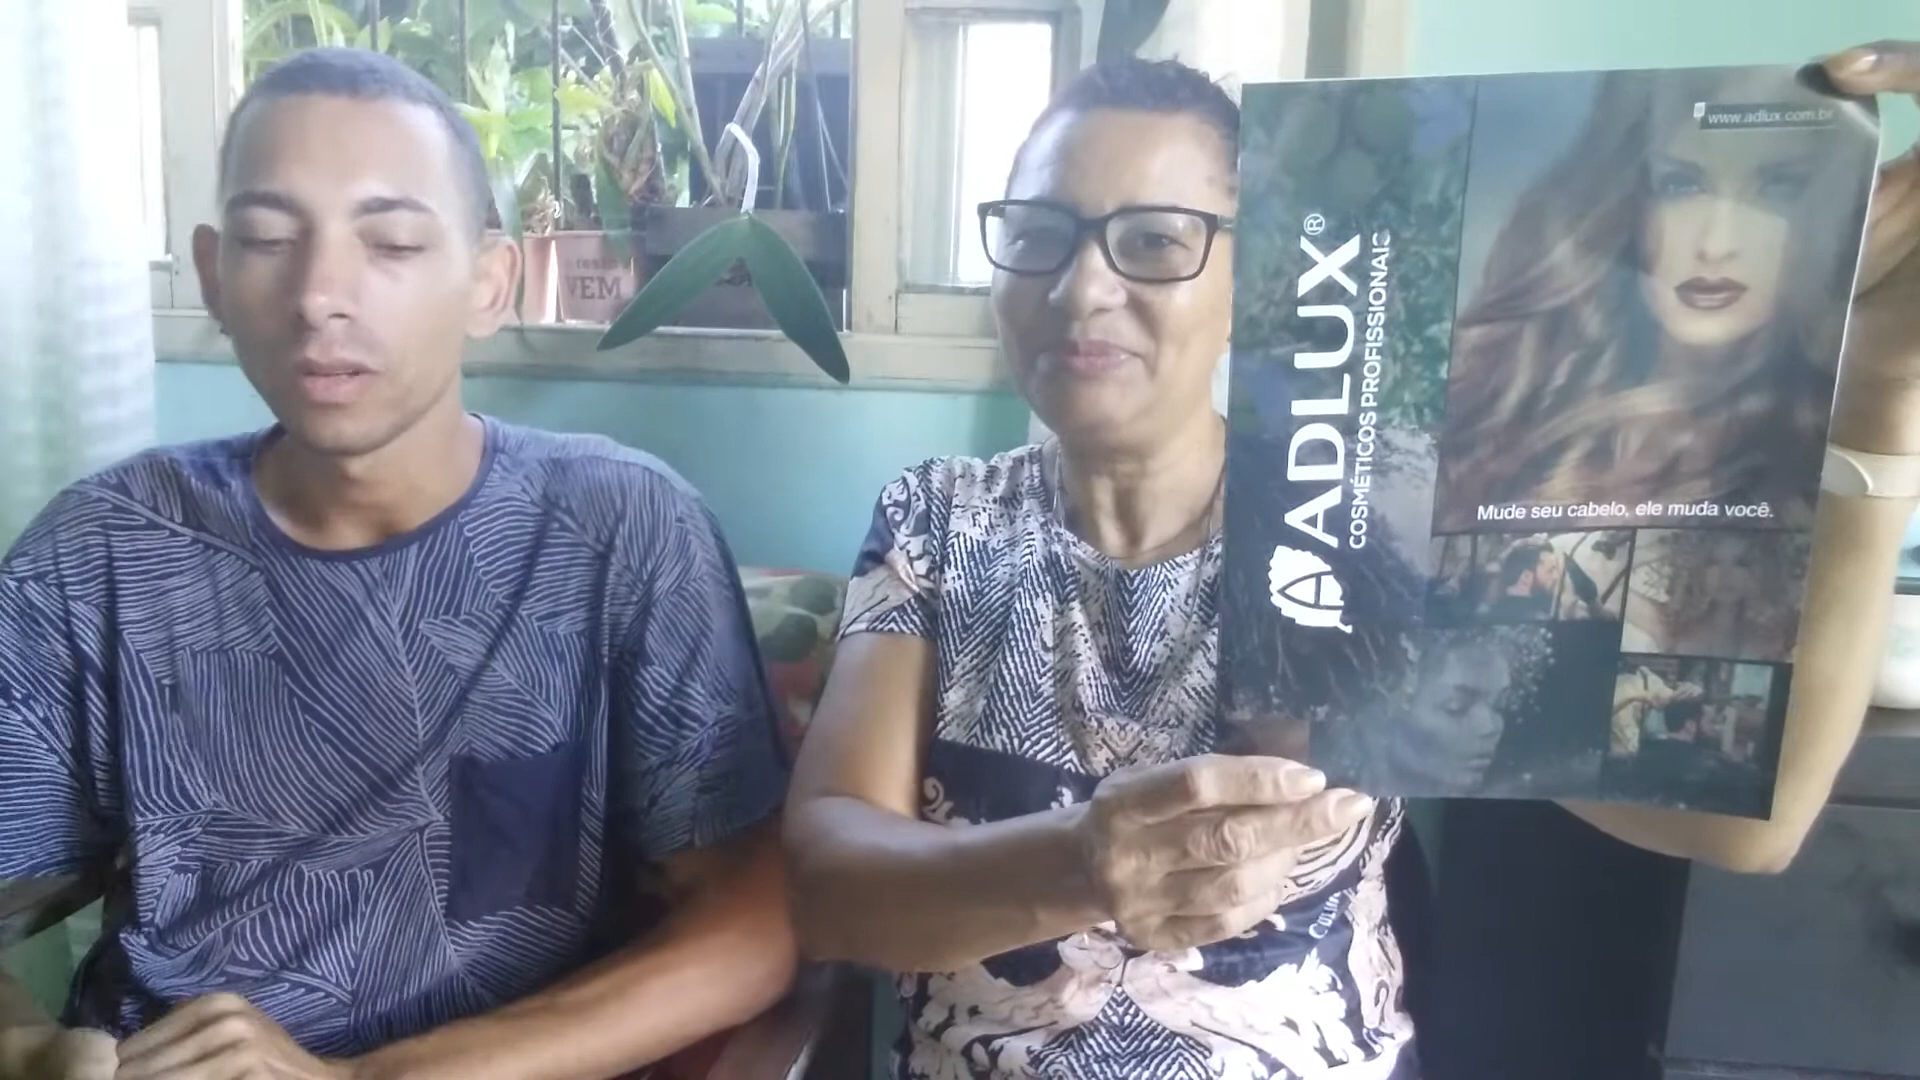 www.adlux.com.br
ADLUX®
COSMÉTICOS PROFISSIONAIS
Mude seu cabelo, ele muda você.
VEM